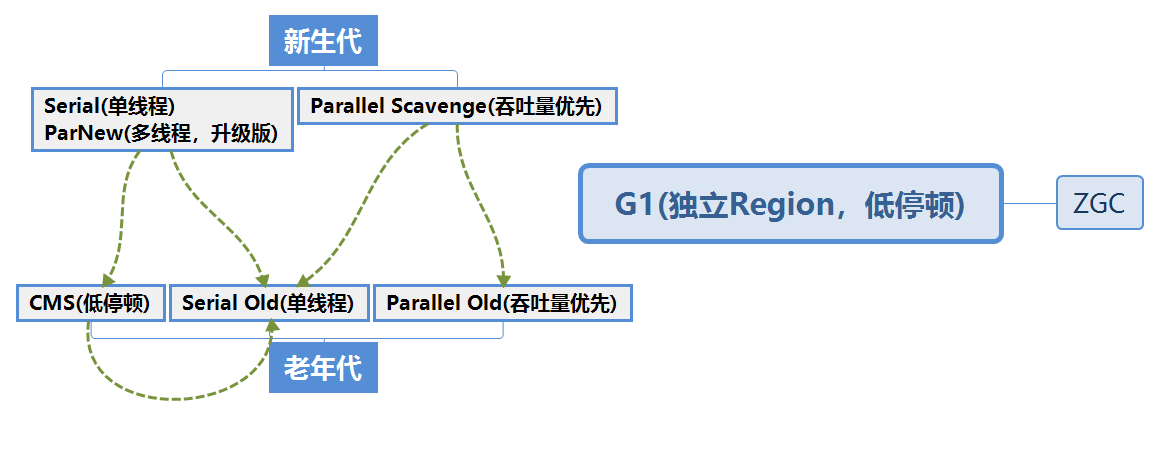 新生代
Serial(单线程)
ParNew(多线程，升级版)
Parallel Scavenge(吞吐量优先)
G1(独立Region，低停顿)
ZGC
CMS(低停顿)
Serial Old(单线程)
Parallel Old(吞吐量优先)
老年代